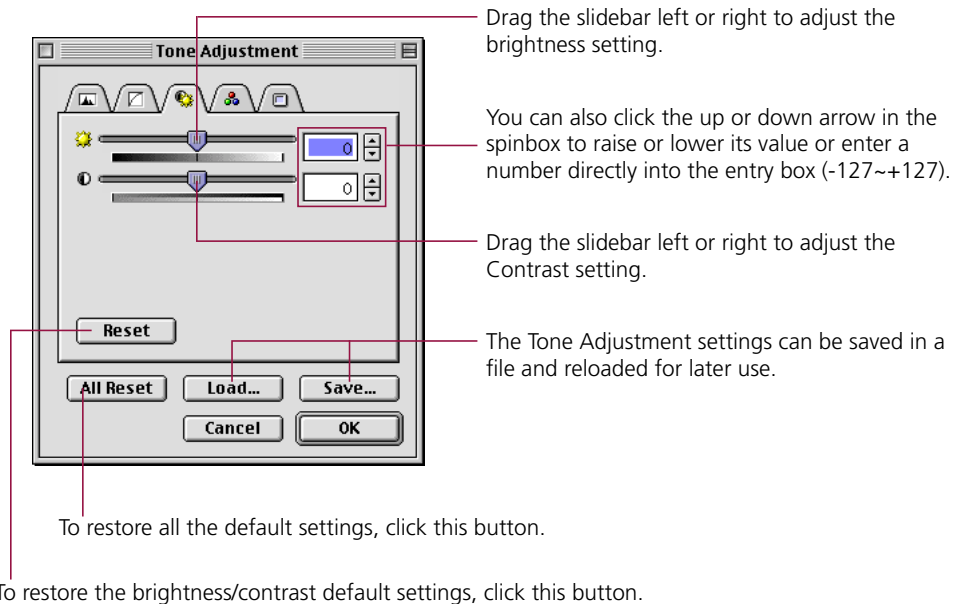 Drag the slidebar left or right to adjust the
brightness setting.
Tone Adjustment
You can also click the up or down arrow in the
spinbox to raise or lower its value or enter a
number directly into the entry box (-127~+127).
0
0
Drag the slidebar left or right to adjust the
Contrast setting.
Reset
The Tone Adjustment settings can be saved in a
file and reloaded for later use.
All Reset
Load...
Save...
Cancel
OK
To restore all the default settings, click this button.
To restore the brightness/contrast default settings, click this button.